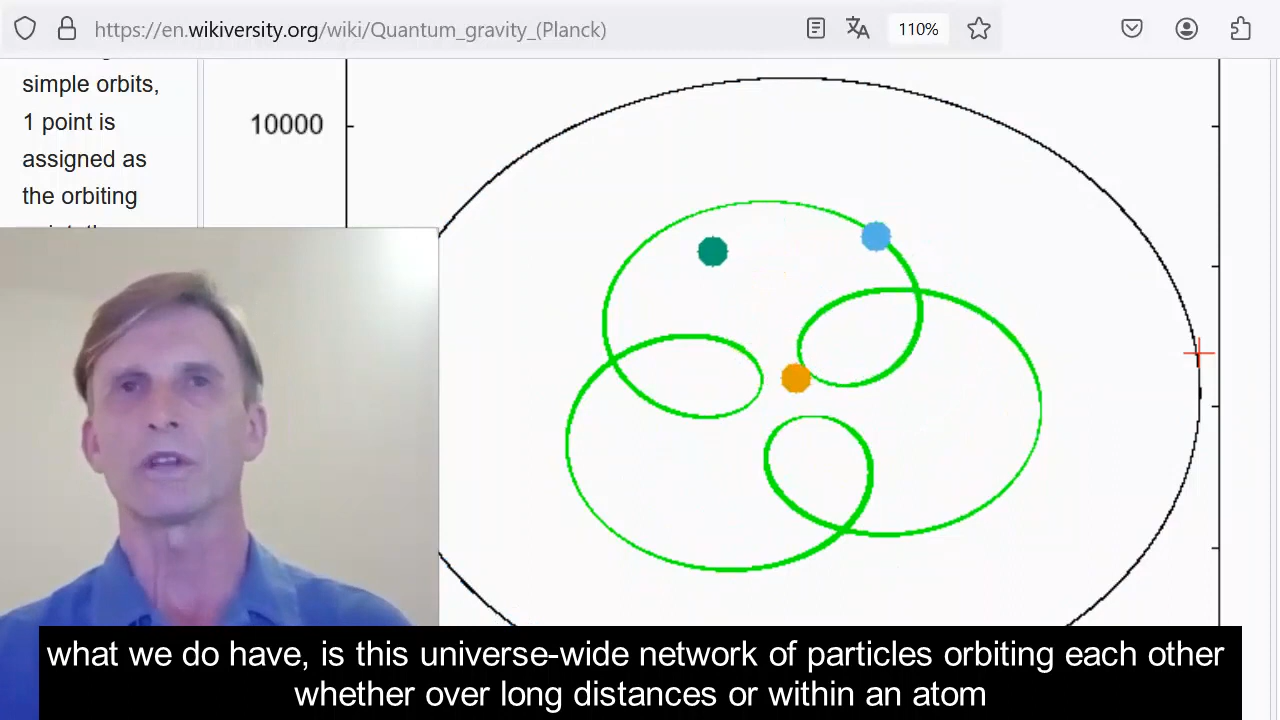 https://en.wikiversity.org/wiki/Quantum_gravity_(Planck)
110%
simple orbits,
1 point is
assigned as
the orbiting
10000
what we do have, is this universe-wide network of particles orbiting each other
whether over long distances or within an atom